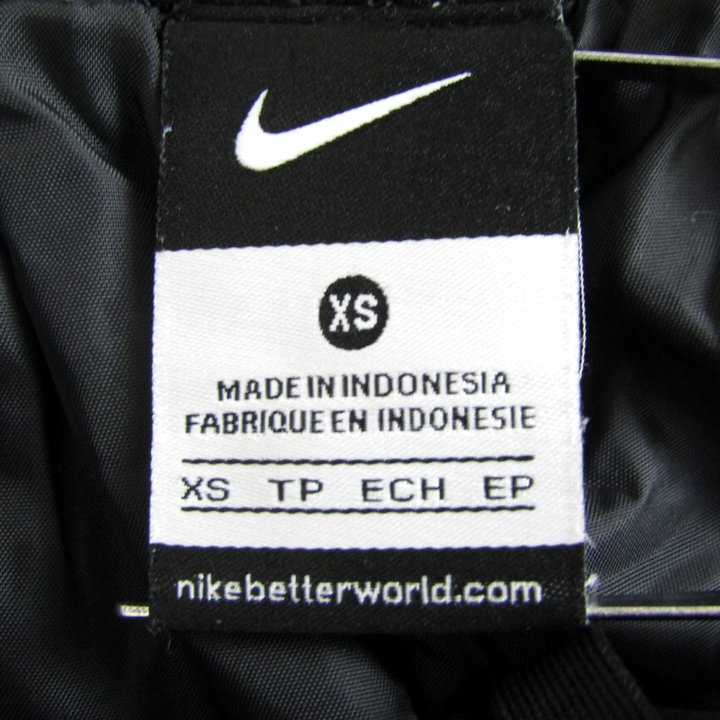 XS
MADE IN INDONESIA
FABRIQUE EN INDONESIE
XS TP ECH EP
nikebetterworld.com